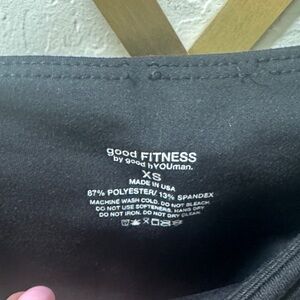 good FITNESS
by good hYOUman.
XS
MADE IN USA
87% POLYESTER/ 13% SPANDEX
MACHINE WASH COLD. DO NOT BLEACH.
DO NOT USE SOFTENERS. HANG DRY.
DO NOT IRON. DO NOT DRY CLEAN.